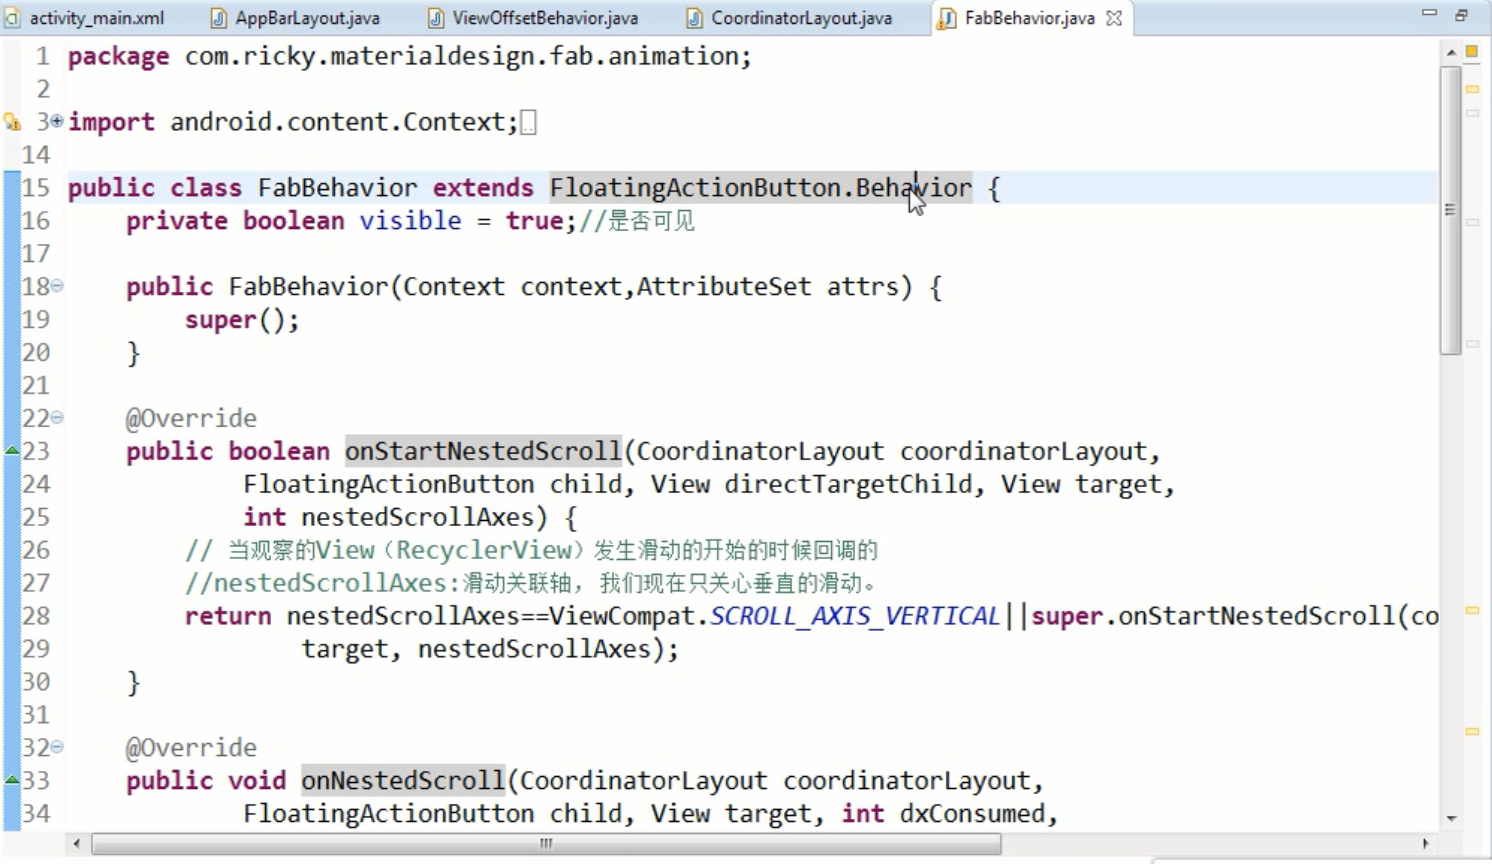 activity_main.xml AppBarLayout.java ViewOffsetBehavior.java CoordinatorLayout.java FabBehavior.java
1 package com.ricky.materialdesign.fab.animation;
2
3 import android.content.Context;
14
15 public class FabBehavior extends FloatingActionButton.Behavior {
16 private boolean visible = true;//是否可见
17
18 public FabBehavior(Context context,AttributeSet attrs) {
19 super();
20 }
21
22 @Override
23 public boolean onStartNestedScroll(CoordinatorLayout coordinatorLayout,
24 FloatingActionButton child, View directTargetChild, View target,
25 int nestedScrollAxes) {
26 // 当观察的View（RecyclerView）发生滑动的开始的时候回调的
27 //nestedScrollAxes:滑动关联轴，我们现在只关心垂直的滑动。
28 return nestedScrollAxes==ViewCompat.SCROLL_AXIS_VERTICAL||super.onStartNestedScroll(co
29 target, nestedScrollAxes);
30 }
31
32 @Override
33 public void onNestedScroll(CoordinatorLayout coordinatorLayout,
34 FloatingActionButton child, View target, int dxConsumed,